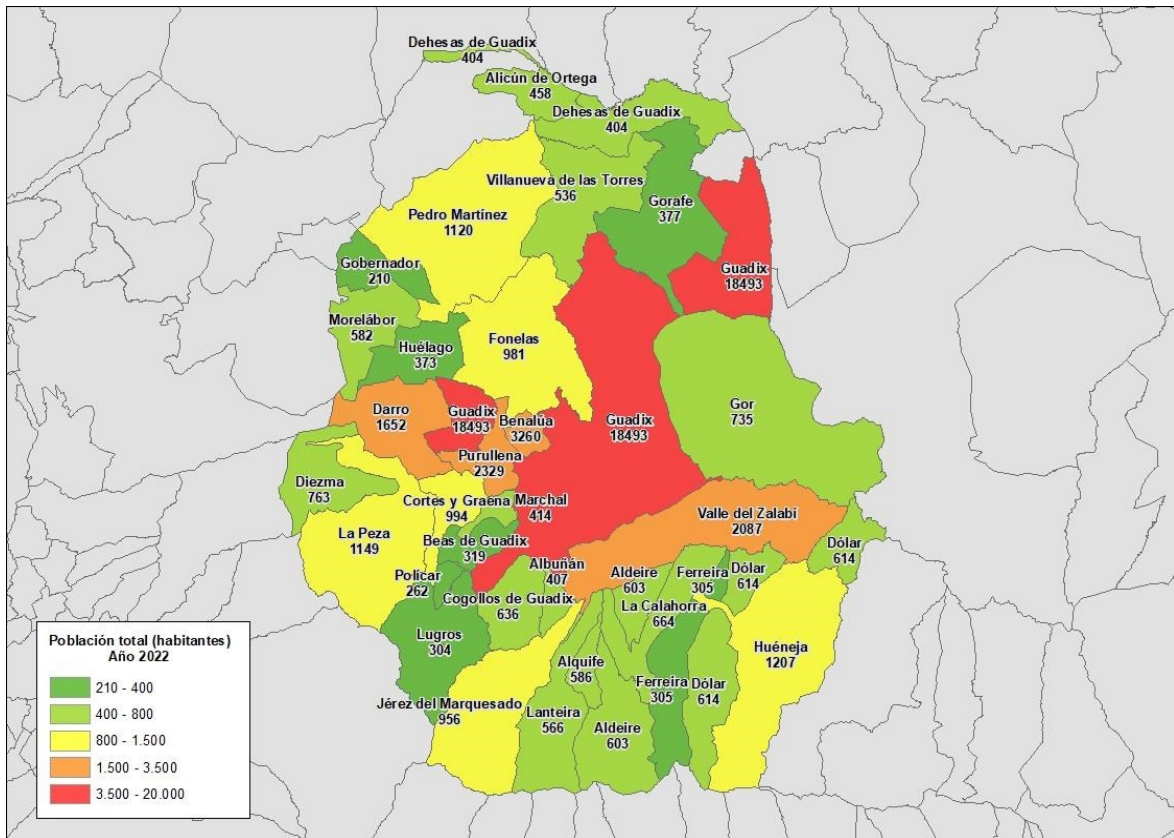 Dehesas de Guadix
404
Alicún de Ortega
458
Dehesas de Guadix
404
Villanueva de las Torres
536
Gorafe
377
Pedro Martínez
1120
Guadix
18493
Gobernador
210
Morelábor
582
Huélago
373
Fonelas
981
Darro
1652
Guadix
18493
Benalúa
3260
Guadix
18493
Gor
735
Purullena
2329
Diezma
763
Cortes y Graena
994
Marchal
414
Valle del Zalabí
2087
La Peza
1149
Beas de Guadix
319
Dólar
614
Polícar
262
Albuñán
407
Aldeire
603
Ferreira
305
Dólar
614
Cogollos de Guadix
636
La Calahorra
664
Lugros
304
Huéneja
1207
Alquife
586
Ferreira
305
Dólar
614
Jérez del Marquesado
956
Lanteira
566
Aldeire
603
Población total (habitantes)
Año 2022
210 - 400
400 - 800
800 - 1.500
1.500 - 3.500
3.500 - 20.000